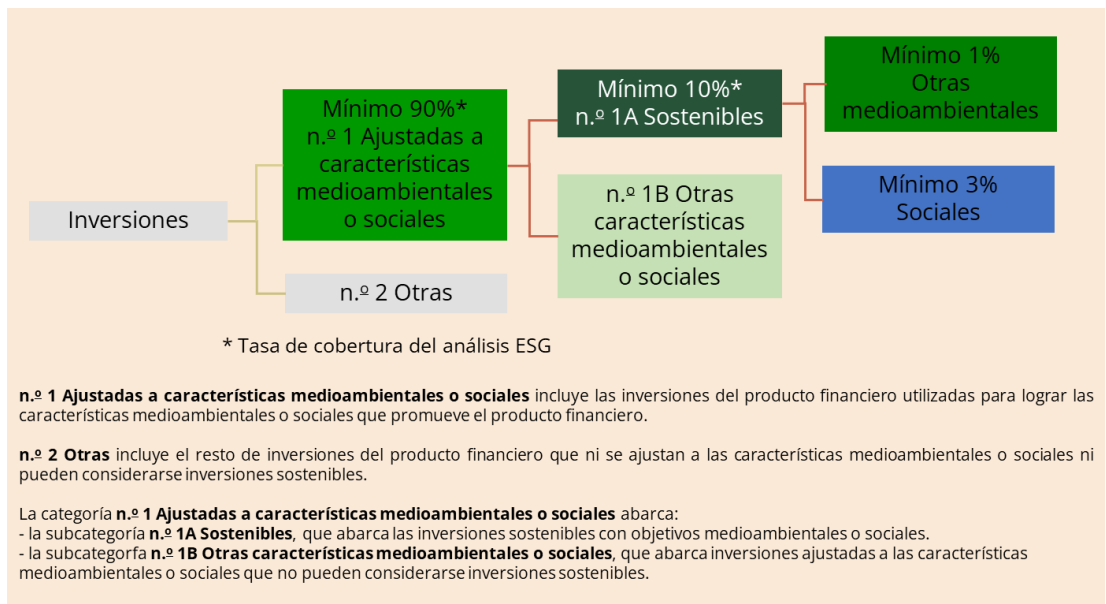 Inversiones
Mínimo 90%*
n.º 1 Ajustadas a
características
medioambientales
o sociales
n.º 2 Otras
Mínimo 10%*
n.º 1A Sostenibles
n.º 1B Otras
características
medioambientales
o sociales
Mínimo 1%
Otras
medioambientales
Mínimo 3%
Sociales
* Tasa de cobertura del análisis ESG
n.º 1 Ajustadas a características medioambientales o sociales incluye las inversiones del producto financiero utilizadas para lograr las
características medioambientales o sociales que promueve el producto financiero.
n.º 2 Otras incluye el resto de inversiones del producto financiero que ni se ajustan a las características medioambientales o sociales ni
pueden considerarse inversiones sostenibles.
La categoría n.º 1 Ajustadas a características medioambientales o sociales abarca:
- la subcategoría n.º 1A Sostenibles, que abarca las inversiones sostenibles con objetivos medioambientales o sociales.
- la subcategorfa n.º 1B Otras características medioambientales o sociales, que abarca inversiones ajustadas a las características
medioambientales o sociales que no pueden considerarse inversiones sostenibles.